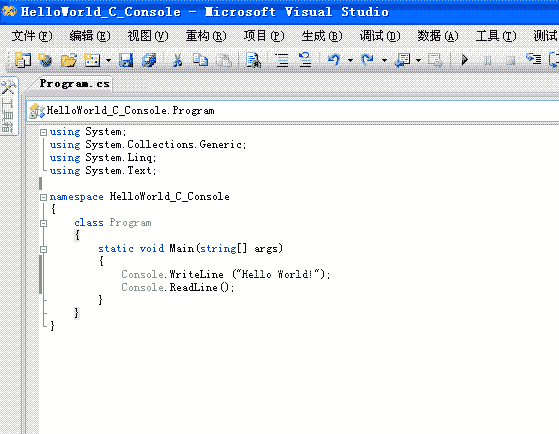 HelloWorld_C_Console - Microsoft Visual Studio
文件(F) 编辑(E) 视图(V) 重构(R) 项目(P) 生成(B) 调试(D) 数据(A) 工具(T) 测试
Program.cs
工具箱
HelloWorld_C_Console.Program
using System;
using System.Collections.Generic;
using System.Linq;
using System.Text;
namespace HelloWorld_C_Console
{
class Program
{
static void Main(string[] args)
{
Console.WriteLine ("Hello World!");
Console.ReadLine();
}
}
}